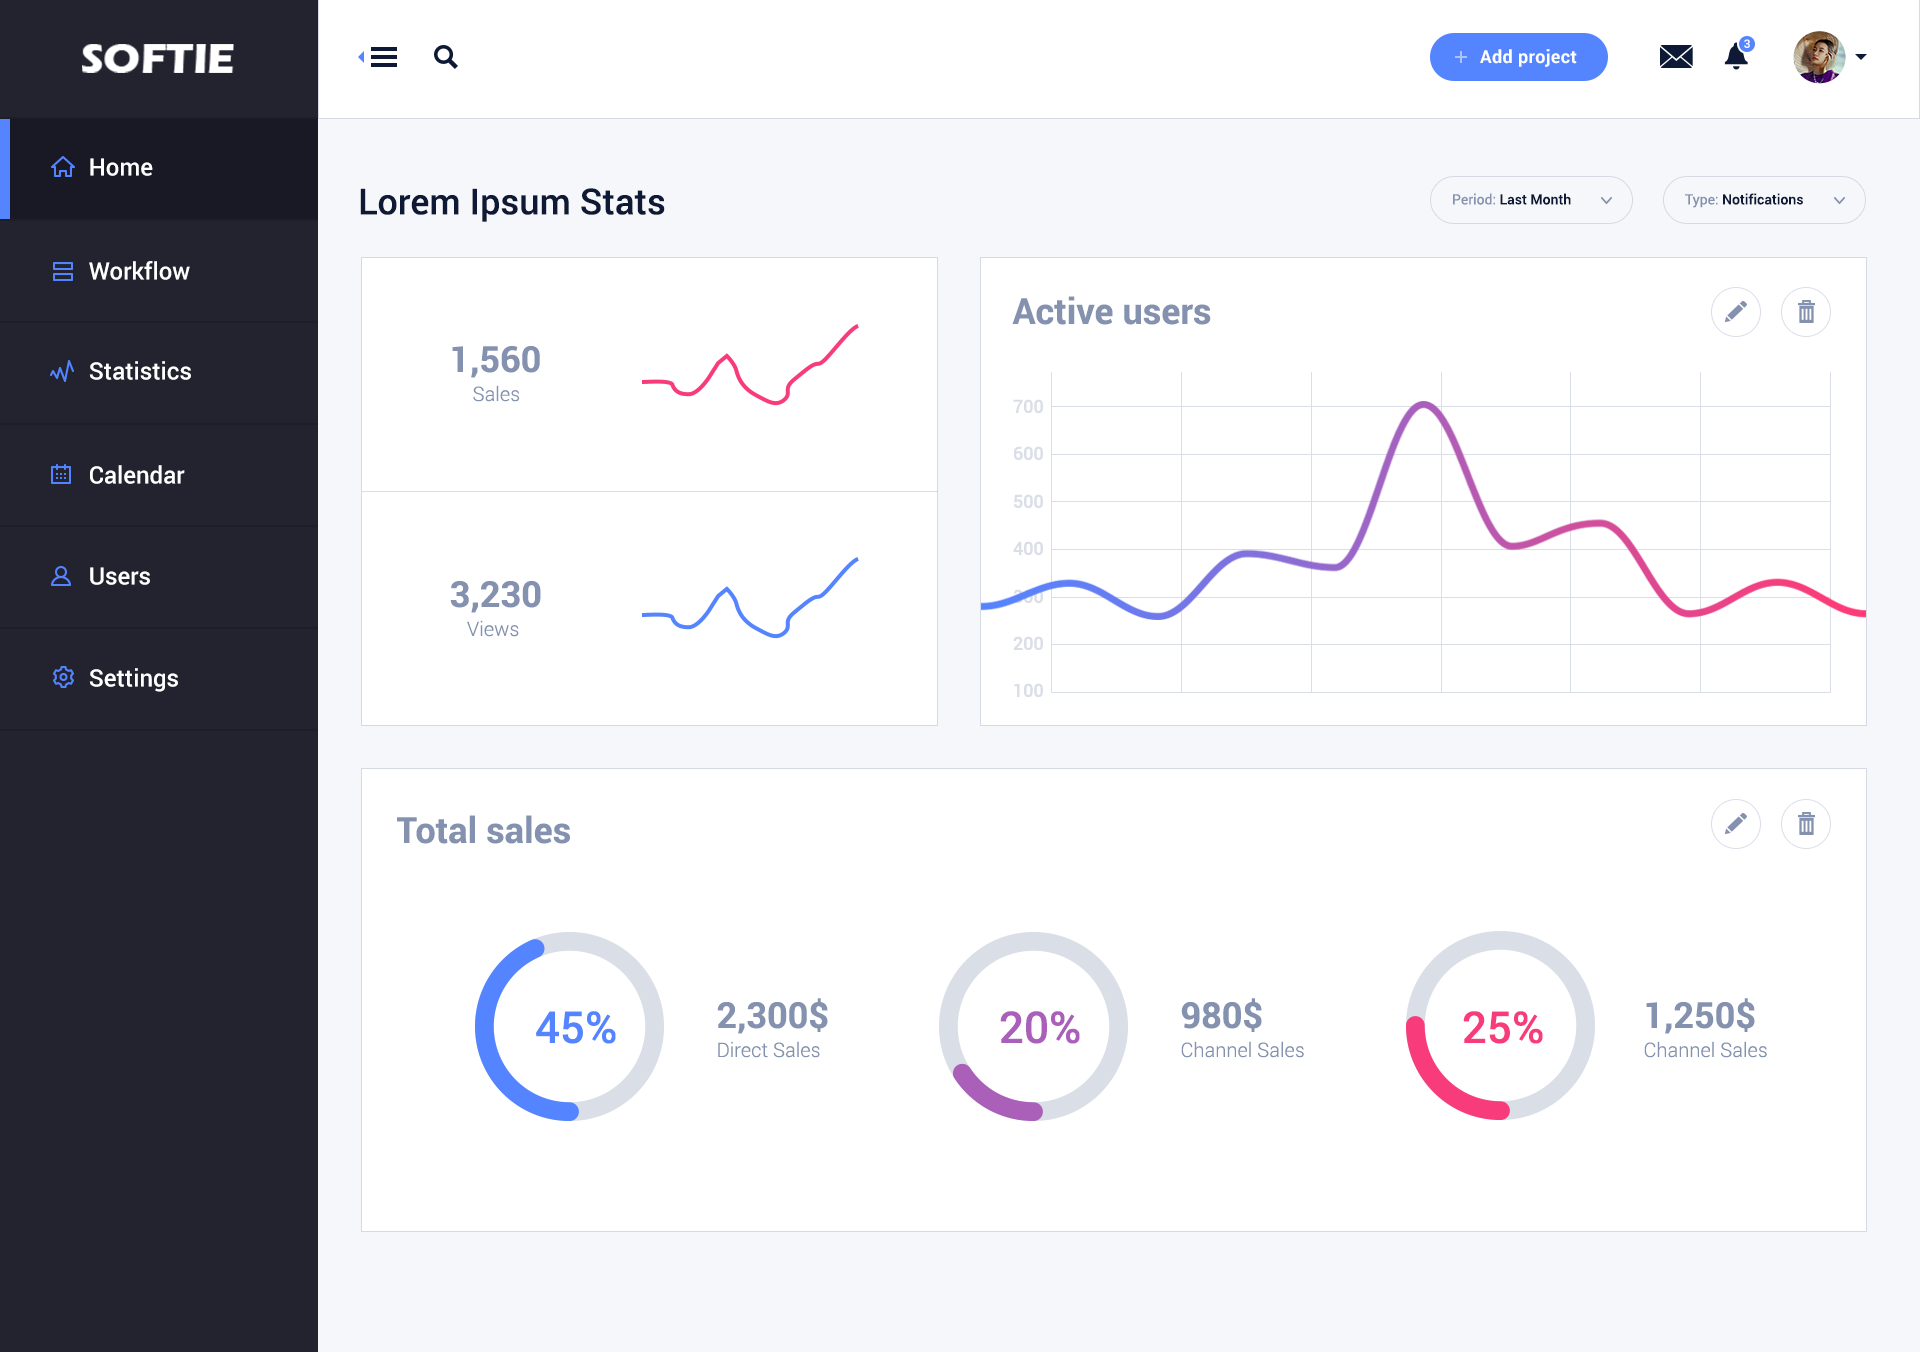 SOFTIE
+ Add project
3
Home
Workflow
Statistics
Calendar
Users
Settings
Lorem Ipsum Stats
Period: Last Month
Type: Notifications
1,560
Sales
3,230
Views
Active users
700
600
500
400
300
200
100
Total sales
45%
2,300$
Direct Sales
20%
980$
Channel Sales
25%
1,250$
Channel Sales